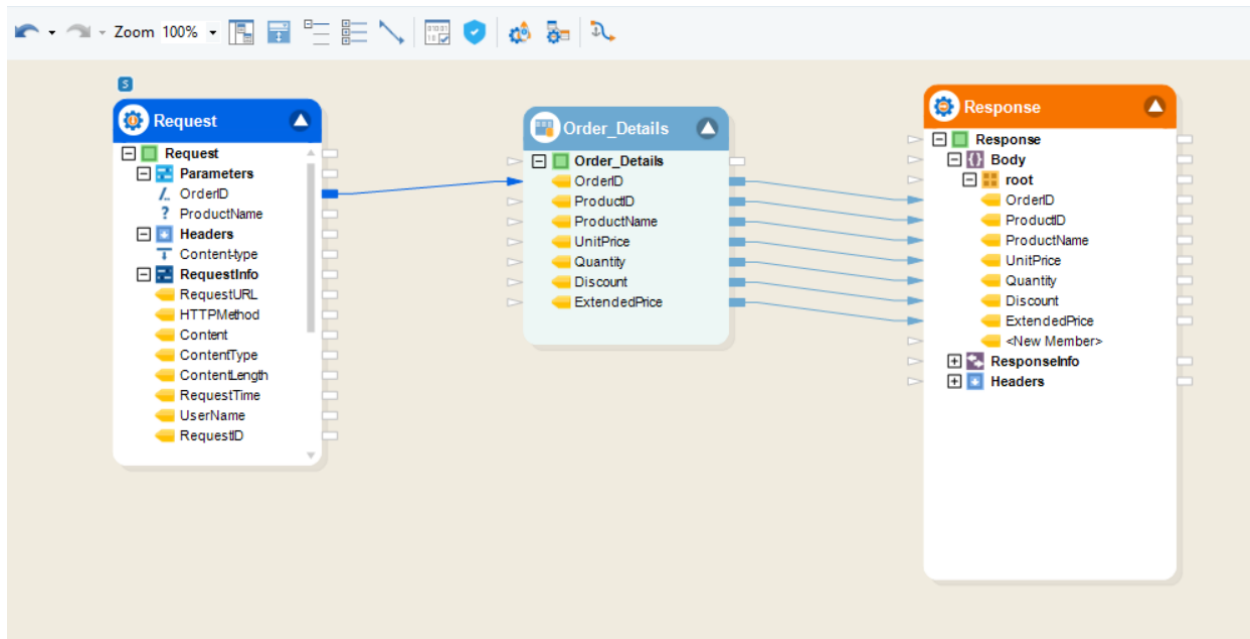 Zoom 100%
S
Request
Request
Parameters
OrderID
ProductName
Headers
Content-type
RequestInfo
RequestURL
HTTPMethod
Content
ContentType
ContentLength
RequestTime
UserName
RequestID
Order_Details
Order_Details
OrderID
ProductID
ProductName
UnitPrice
Quantity
Discount
ExtendedPrice
Response
Response
Body
root
OrderID
ProductID
ProductName
UnitPrice
Quantity
Discount
ExtendedPrice
<New Member>
ResponseInfo
Headers